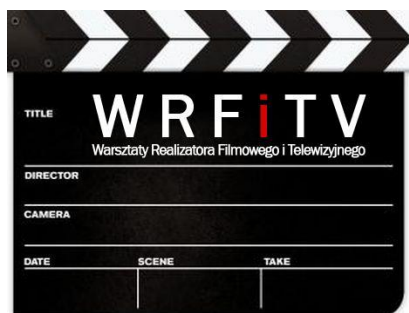 TITLE
WRFiTV
Warsztaty Realizatora Filmowego i Telewizyjnego
DIRECTOR
CAMERA
DATE SCENE TAKE